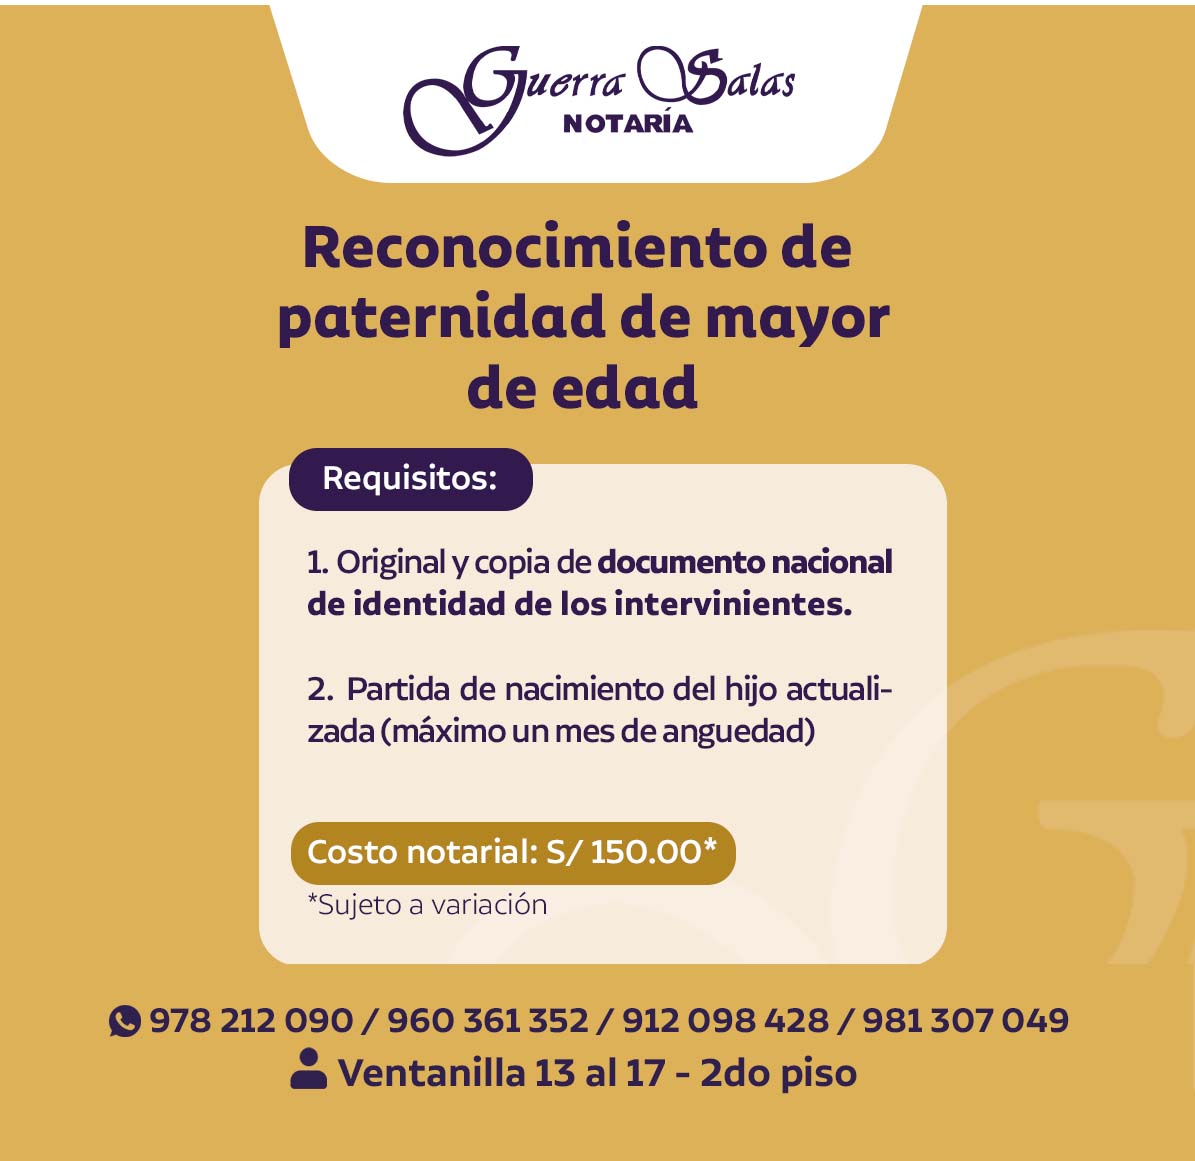 Guerra Salas
NOTARÍA
Reconocimiento de
paternidad de mayor
de edad
Requisitos:
1. Original y copia de documento nacional
de identidad de los intervinientes.
2. Partida de nacimiento del hijo actuali-
zada (máximo un mes de anguedad)
Costo notarial: S/ 150.00*
*Sujeto a variación
978 212 090 / 960 361 352 / 912 098 428 / 981 307 049
Ventanilla 13 al 17 - 2do piso